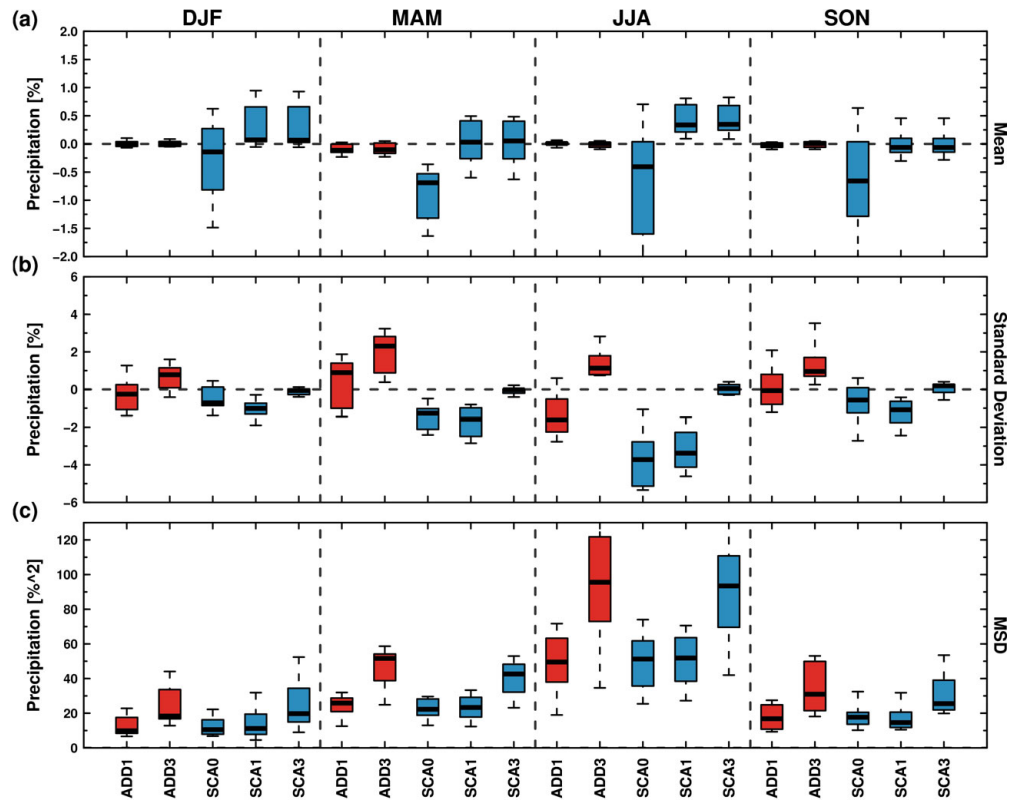 (a) DJF MAM JJA SON
2.0
1.5
1.0
0.5
0.0
−0.5
−1.0
−1.5
−2.0
Precipitation [%]
Mean
(b)
6
4
2
0
−2
−4
−6
Precipitation [%]
Standard Deviation
(c)
120
100
80
60
40
20
0
Precipitation [%^2]
MSD
ADD1 ADD3 SCA0 SCA1 SCA3 ADD1 ADD3 SCA0 SCA1 SCA3 ADD1 ADD3 SCA0 SCA1 SCA3 ADD1 ADD3 SCA0 SCA1 SCA3